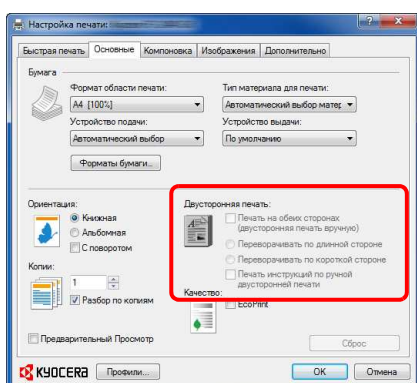 Настройка печати:
Быстрая печать Основные Компоновка Изображения Дополнительно
Бумага
Формат области печати:
A4 [100%]
Тип материала для печати:
Автоматический выбор матер
Устройство подачи:
Автоматический выбор
Устройство выдачи:
По умолчанию
Форматы бумаги...
Ориентация:
Книжная
Альбомная
С поворотом
Копии:
1
Разбор по копиям
Двусторонняя печать:
Печать на обеих сторонах
(двусторонняя печать вручную)
Переворачивать по длинной стороне
Переворачивать по короткой стороне
Печать инструкций по ручной
двусторонней печати
Качество:
EcoPrint
Предварительный Просмотр
Сброс
KYOCERA Профили... OK Отмена